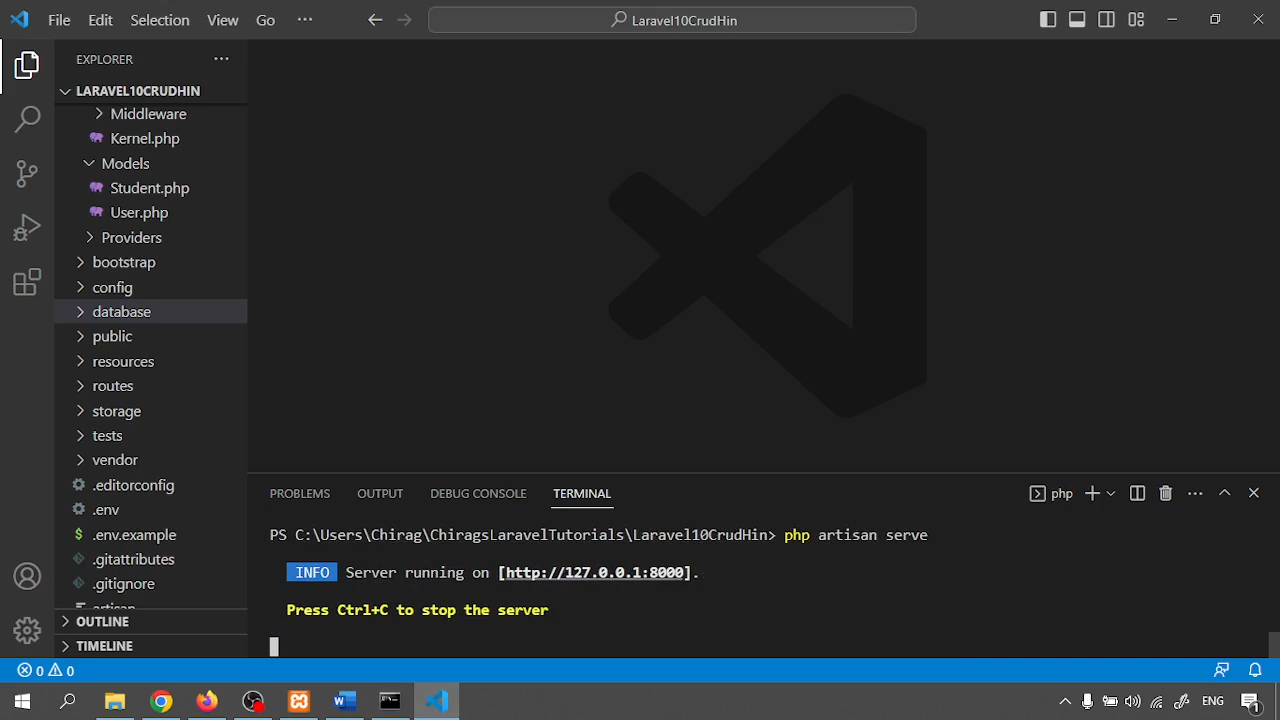 File Edit Selection View Go ··· Laravel10CrudHin
EXPLORER
LARAVEL10CRUDHIN
Middleware
Kernel.php
Models
Student.php
User.php
Providers
bootstrap
config
database
public
resources
routes
storage
tests
vendor
.editorconfig
.env
.env.example
.gitattributes
.gitignore
artisan
OUTLINE
TIMELINE
PROBLEMS OUTPUT DEBUG CONSOLE TERMINAL php
PS C:\Users\Chirag\ChiragsLaravelTutorials\Laravel10CrudHin> php artisan serve
INFO Server running on [http://127.0.0.1:8000].
Press Ctrl+C to stop the server
0 0
ENG 1